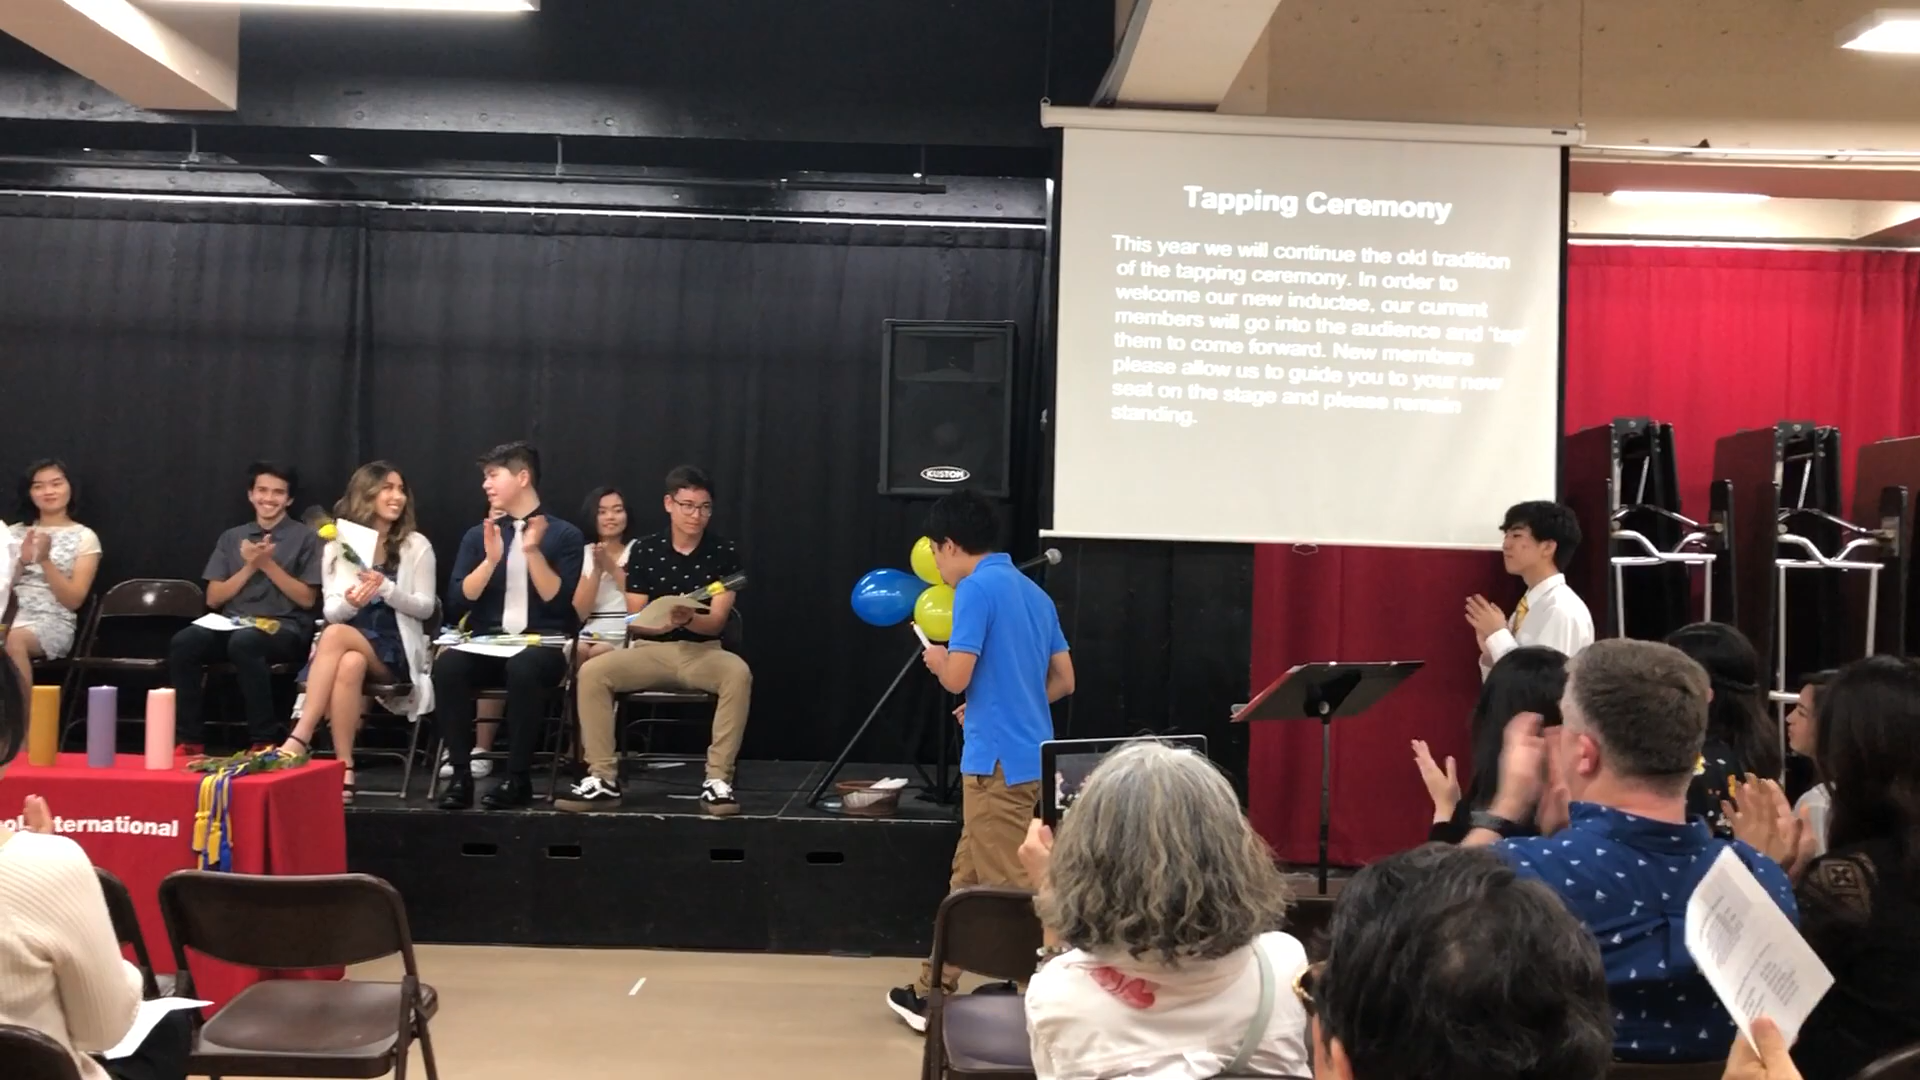 Tapping Ceremony
This year we will continue the old tradition
of the tapping ceremony. In order to
welcome our new inductee, our current
members will go into the audience and "tap"
them to come forward. New members
please allow us to guide you to your new
seat on the stage and please remain
standing.
KUSTOM
International